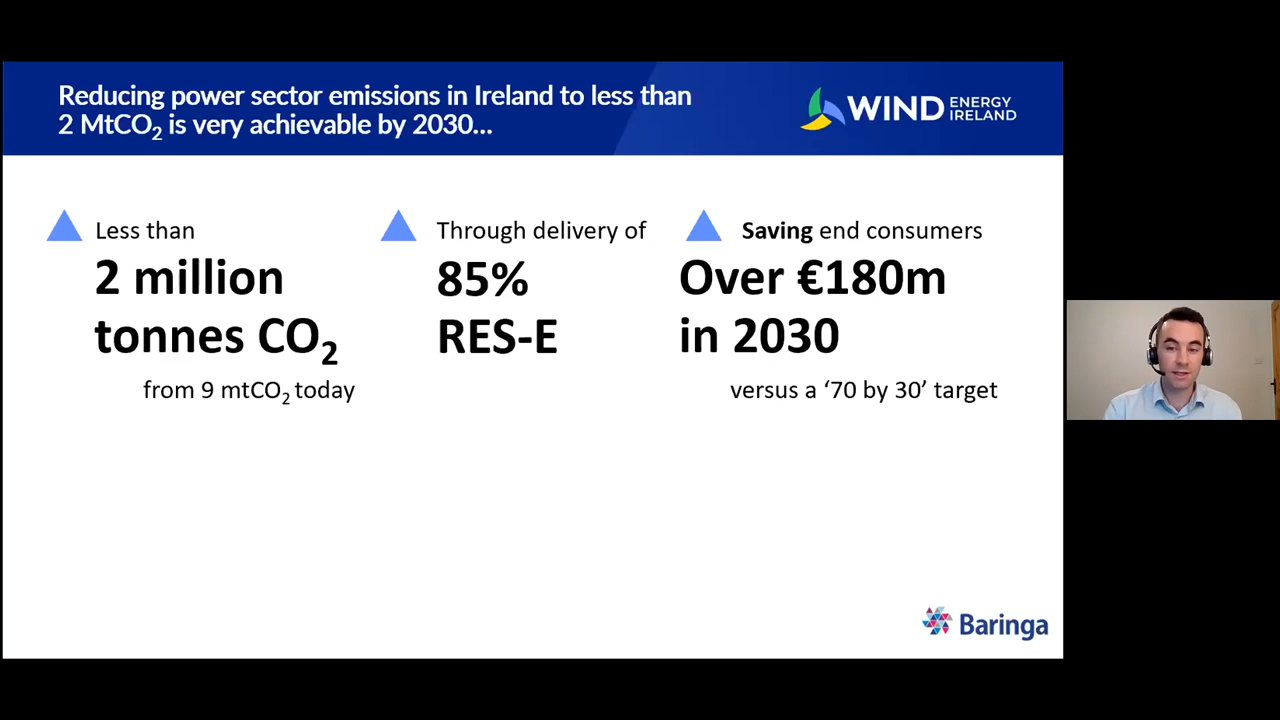 Reducing power sector emissions in Ireland to less than
2 MtCO₂ is very achievable by 2030...
WIND ENERGY IRELAND
Less than
2 million
tonnes CO₂
from 9 mtCO₂ today
Through delivery of
85%
RES-E
Saving end consumers
Over €180m
in 2030
versus a ‘70 by 30’ target
Baringa